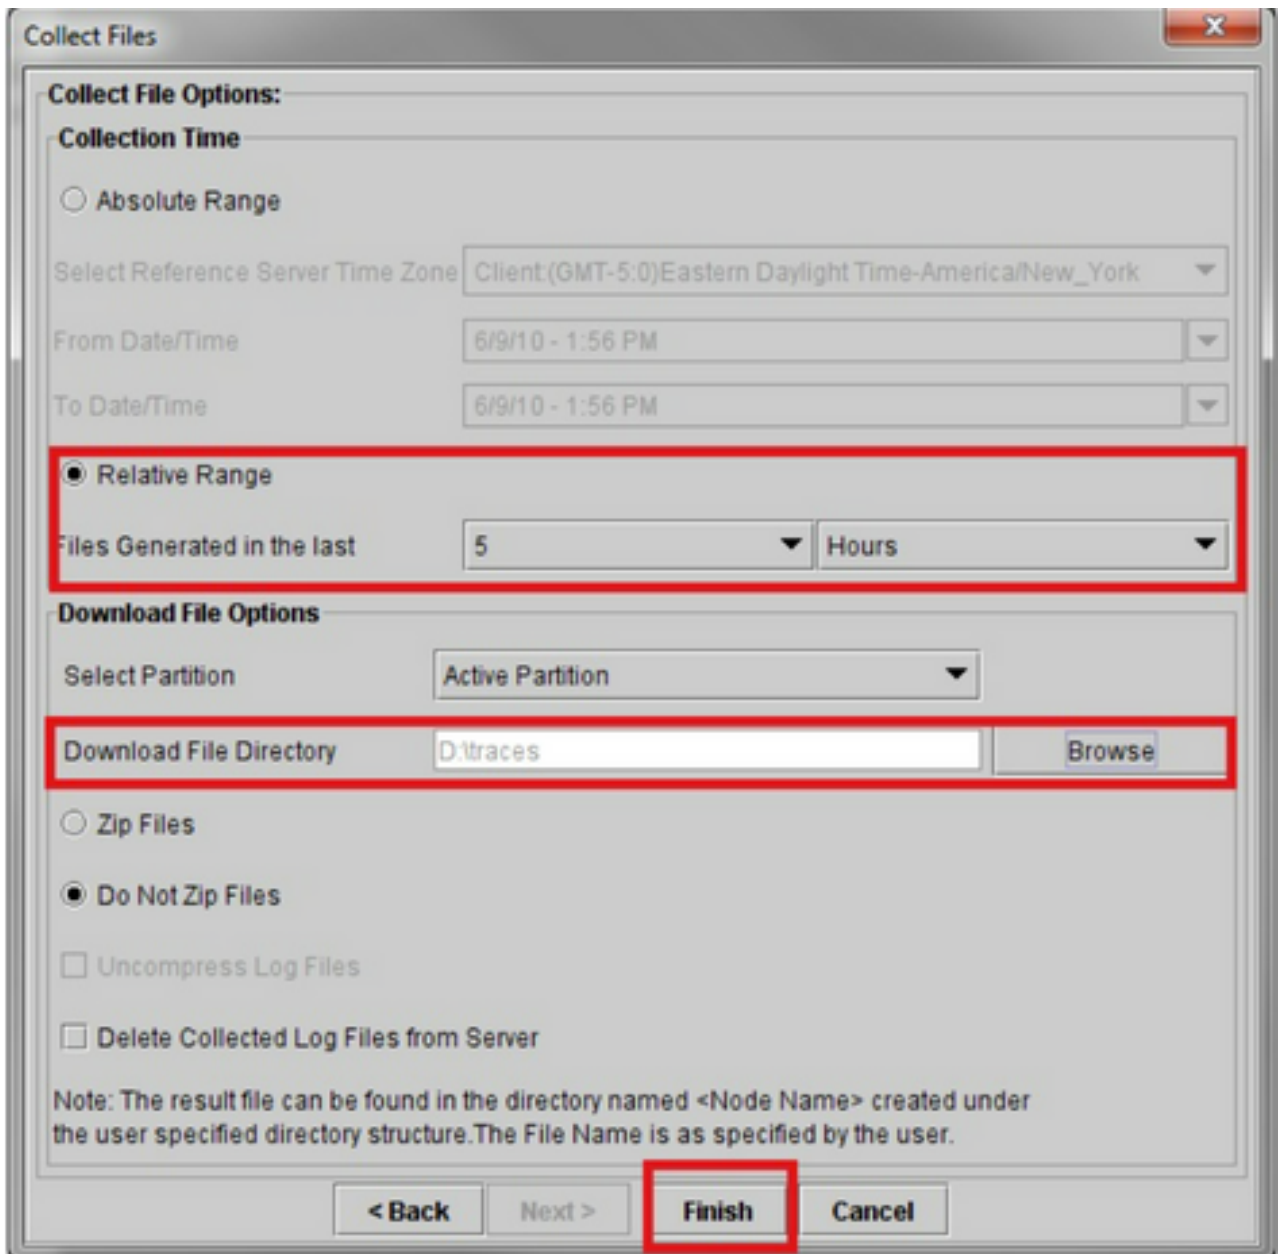 Collect Files
X
Collect File Options:
Collection Time
Absolute Range
Select Reference Server Time Zone Client:(GMT-5:0)Eastern Daylight Time-America/New_York
From Date/Time 6/9/10 - 1:56 PM
To Date/Time 6/9/10 - 1:56 PM
Relative Range
Files Generated in the last 5 Hours
Download File Options
Select Partition Active Partition
Download File Directory D:\traces Browse
Zip Files
Do Not Zip Files
Uncompress Log Files
Delete Collected Log Files from Server
Note: The result file can be found in the directory named <Node Name> created under
the user specified directory structure.The File Name is as specified by the user.
< Back Next > Finish Cancel